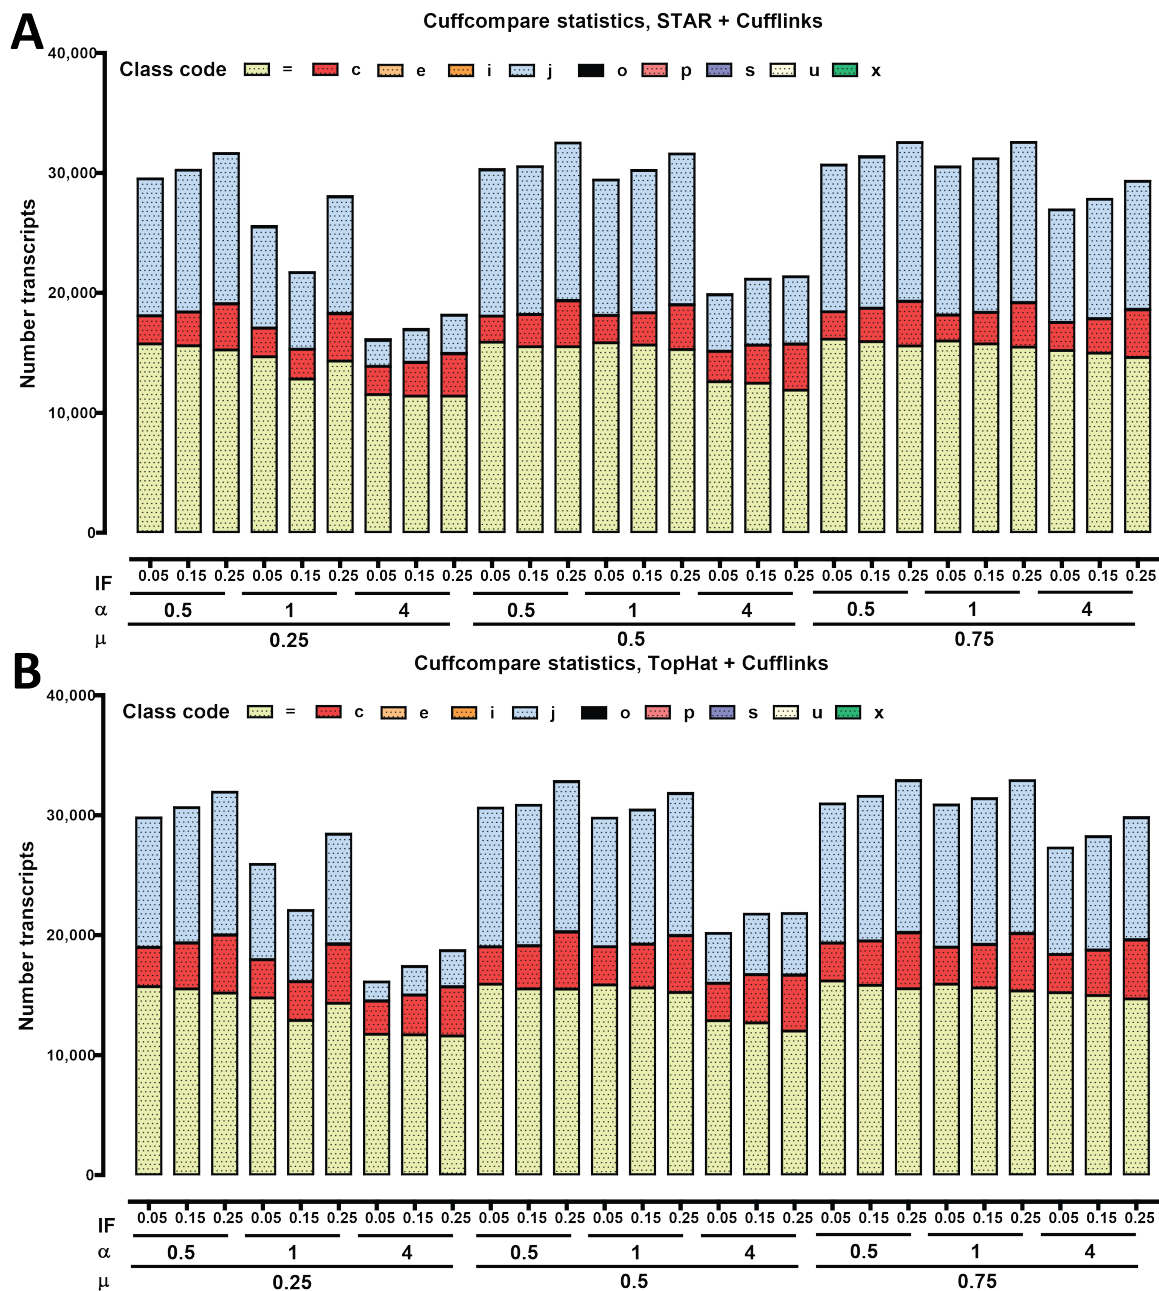 A
Cuffcompare statistics, STAR + Cufflinks
40,000
Class code = c e i j o p s u x
30,000
20,000
10,000
0
Number transcripts
IF 0.05 0.15 0.25 0.05 0.15 0.25 0.05 0.15 0.25 0.05 0.15 0.25 0.05 0.15 0.25 0.05 0.15 0.25 0.05 0.15 0.25 0.05 0.15 0.25 0.05 0.15 0.25
α 0.5 1 4 0.5 1 4 0.5 1 4
μ 0.25 0.5 0.75
B
Cuffcompare statistics, TopHat + Cufflinks
40,000
Class code = c e i j o p s u x
30,000
20,000
10,000
0
Number transcripts
IF 0.05 0.15 0.25 0.05 0.15 0.25 0.05 0.15 0.25 0.05 0.15 0.25 0.05 0.15 0.25 0.05 0.15 0.25 0.05 0.15 0.25 0.05 0.15 0.25 0.05 0.15 0.25
α 0.5 1 4 0.5 1 4 0.5 1 4
μ 0.25 0.5 0.75